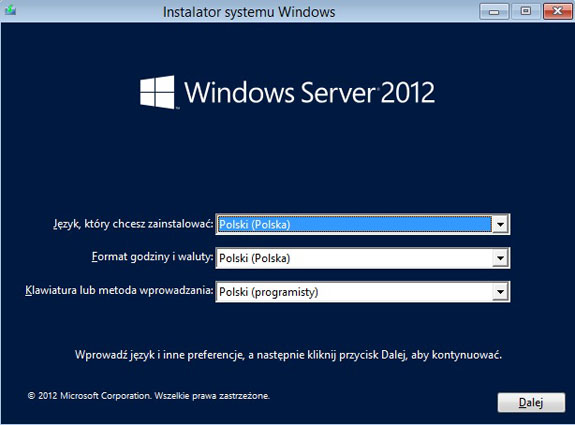 Instalator systemu Windows
Windows Server 2012
Język, który chcesz zainstalować: Polski (Polska)
Format godziny i waluty: Polski (Polska)
Klawiatura lub metoda wprowadzania: Polski (programisty)
Wprowadź język i inne preferencje, a następnie kliknij przycisk Dalej, aby kontynuować.
© 2012 Microsoft Corporation. Wszelkie prawa zastrzeżone.
Dalej